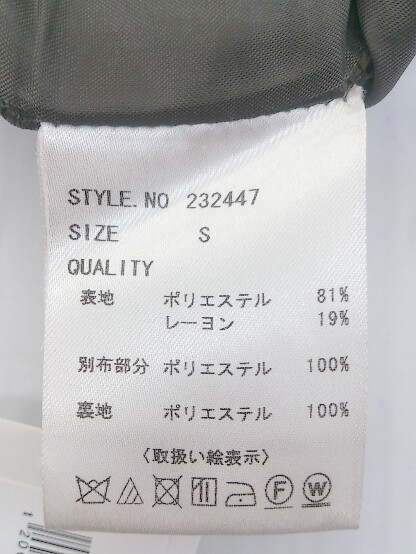 STYLE. NO 232447
SIZE S
QUALITY
表地 ポリエステル 81%
レーヨン 19%
別布部分 ポリエステル 100%
裏地 ポリエステル 100%
〈取扱い絵表示〉
F W